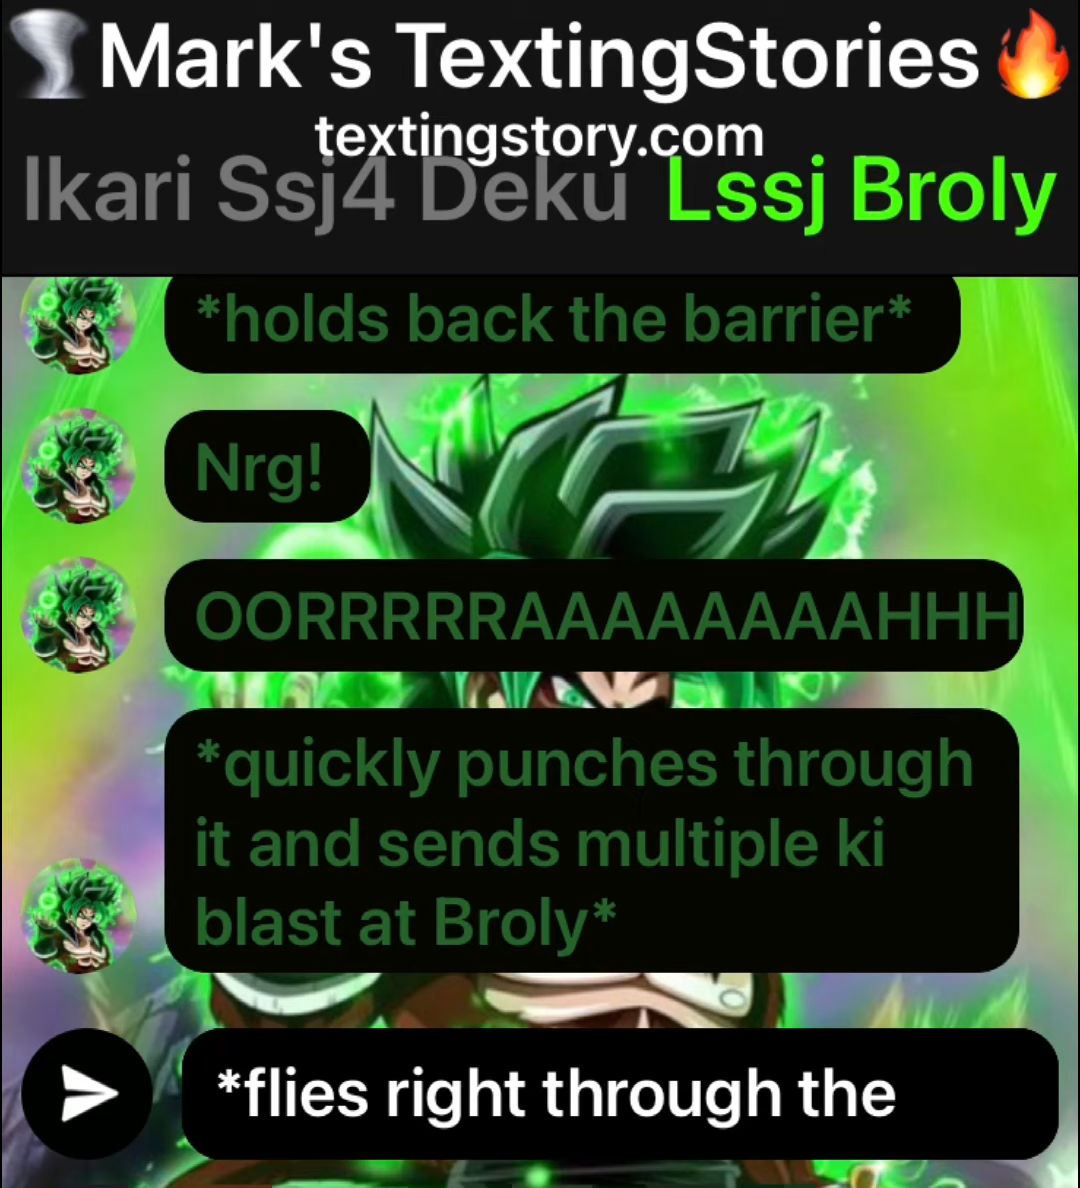 Mark's TextingStories
textingstory.com
Ikari Ssj4 Deku Lssj Broly
*holds back the barrier*
Nrg!
OORRRRRAAAAAAAAHHH
*quickly punches through
it and sends multiple ki
blast at Broly*
*flies right through the